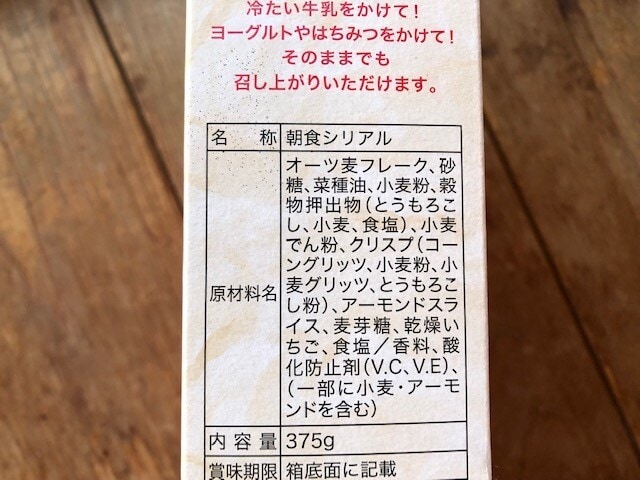 冷たい牛乳をかけて!
ヨーグルトやはちみつをかけて!
そのままでも
召し上がりいただけます。
名 称 朝食シリアル
原材料名
オーツ麦フレーク、砂
糖、菜種油、小麦粉、穀
物押出物(とうもろこ
し、小麦、食塩)、小麦
でん粉、クリスプ(コー
ングリッツ、小麦粉、小
麦グリッツ、とうもろこ
し粉)、アーモンドスラ
イス、麦芽糖、乾燥い
ちご、食塩/香料、酸
化防止剤(V.C、V.E)、
(一部に小麦・アーモ
ンドを含む)
内 容 量 375g
賞味期限 箱底面に記載